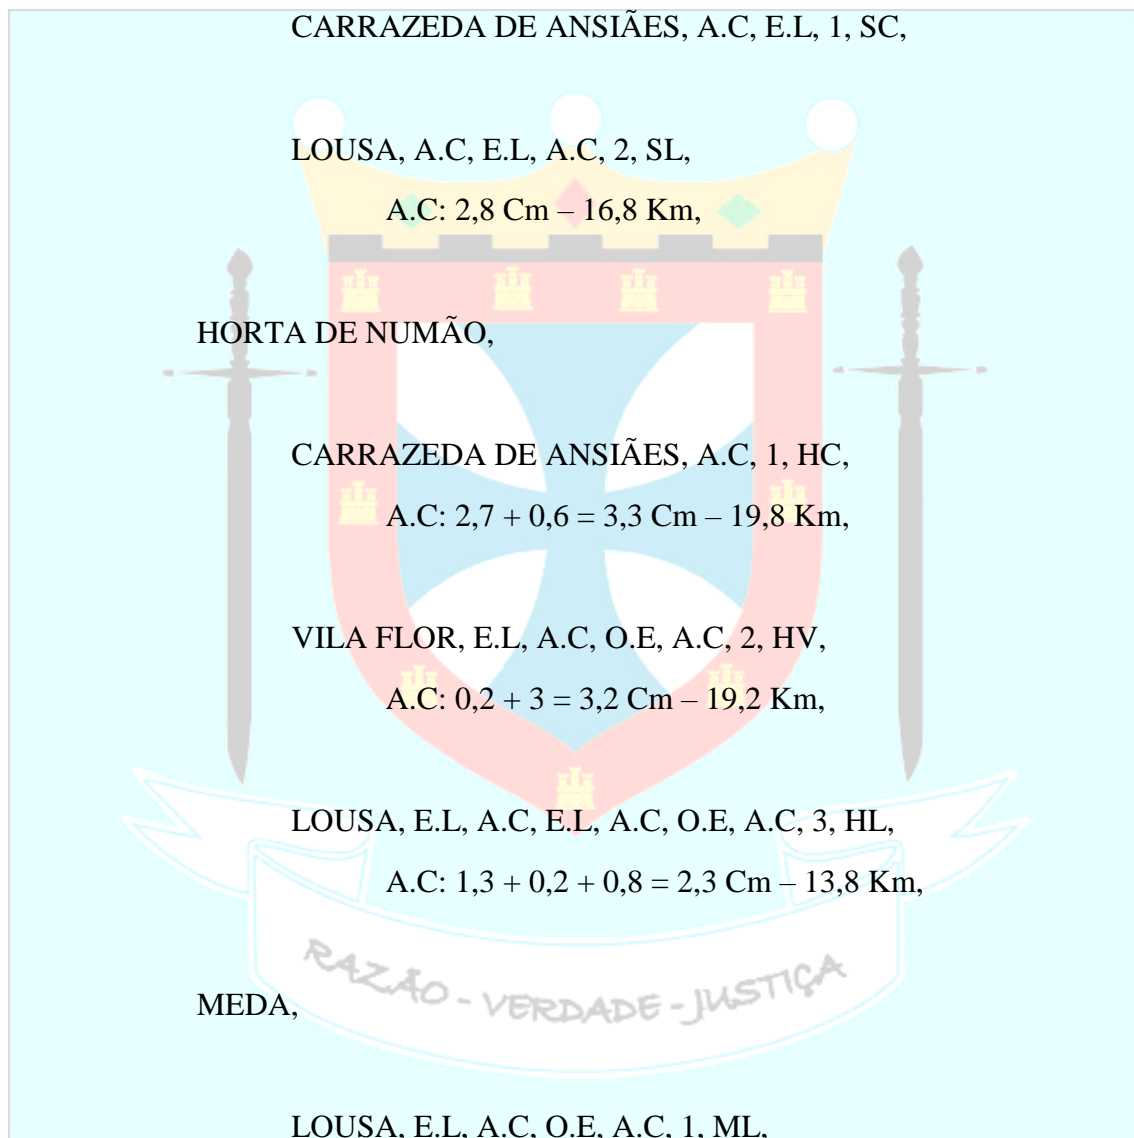 CARRAZEDA DE ANSIÃES, A.C, E.L, 1, SC,
LOUSA, A.C, E.L, A.C, 2, SL,
A.C: 2,8 Cm – 16,8 Km,
HORTA DE NUMÃO,
CARRAZEDA DE ANSIÃES, A.C, 1, HC,
A.C: 2,7 + 0,6 = 3,3 Cm – 19,8 Km,
VILA FLOR, E.L, A.C, O.E, A.C, 2, HV,
A.C: 0,2 + 3 = 3,2 Cm – 19,2 Km,
LOUSA, E.L, A.C, E.L, A.C, O.E, A.C, 3, HL,
A.C: 1,3 + 0,2 + 0,8 = 2,3 Cm – 13,8 Km,
RAZÃO - VERDADE - JUSTIÇA
MEDA,
LOUSA, E.L, A.C, O.E, A.C, 1, ML,